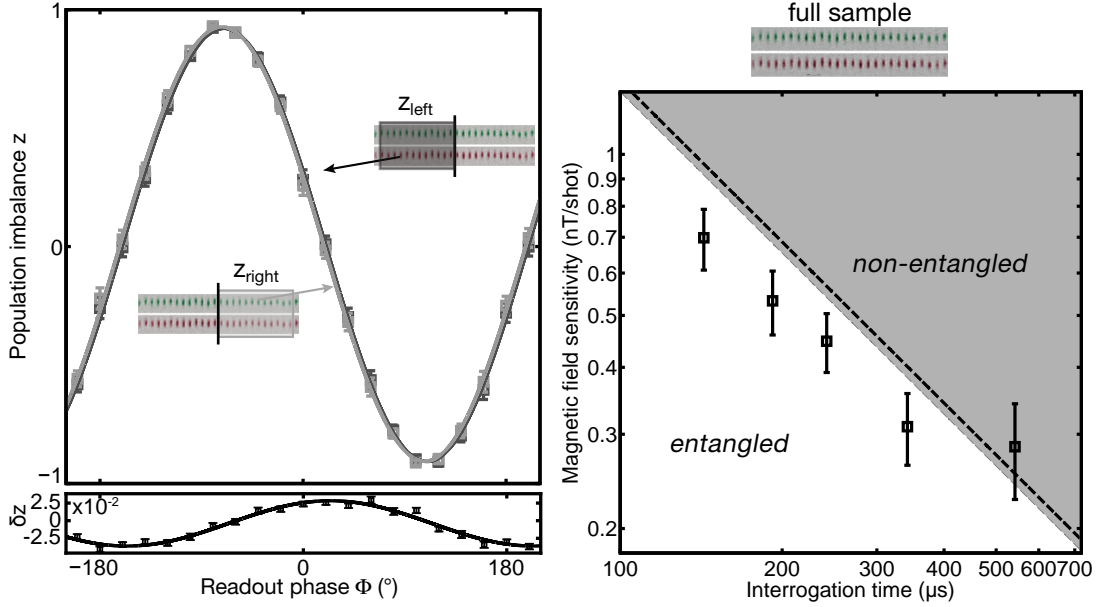 1
0
−1
Population imbalance z
z_left
z_right
2.5
0
-2.5
x10⁻²
δz
−180
0
180
Readout phase Φ (°)
full sample
1
0.9
0.8
0.7
0.6
0.5
0.4
0.3
0.2
Magnetic field sensitivity (nT/shot)
non-entangled
entangled
100
200
300
400
500
600
700
Interrogation time (μs)